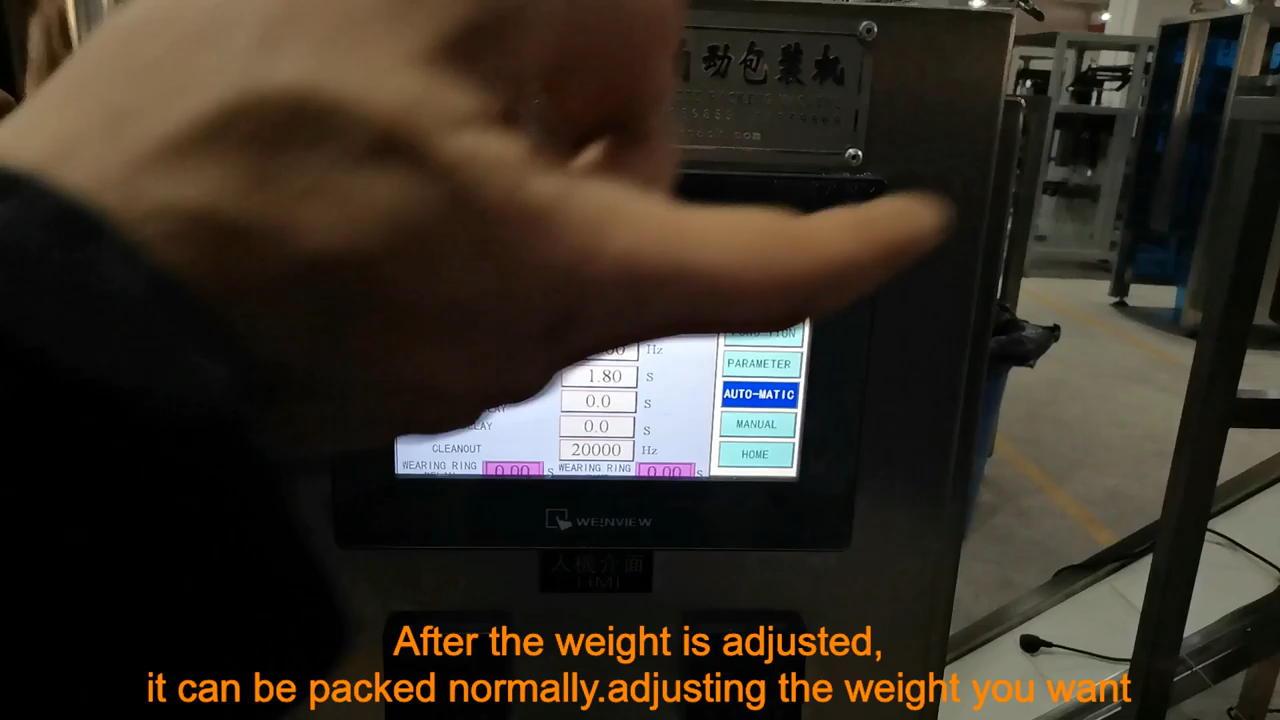 动包装机
Hz
PARAMETER
1.80 S
AUTO-MATIC
0.0 S
0.0 S
MANUAL
CLEANOUT 20000 Hz
HOME
WEARING RING 0.00 S WEARING RING 0.00 S
WEINVIEW
人機介面
HMI
After the weight is adjusted,
it can be packed normally.adjusting the weight you want